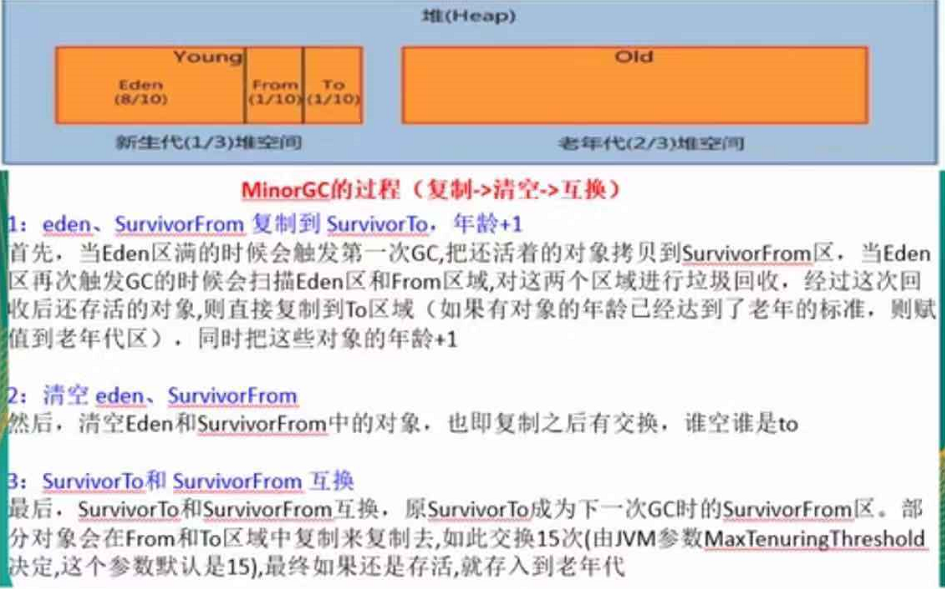 堆(Heap)
Young
Old
Eden
From
To
(8/10)
(1/10)
(1/10)
新生代(1/3)堆空间
老年代(2/3)堆空间
MinorGC的过程（复制->清空->互换）
1：eden、SurvivorFrom 复制到 SurvivorTo，年龄+1
首先，当Eden区满的时候会触发第一次GC,把还活着的对象拷贝到SurvivorFrom区，当Eden
区再次触发GC的时候会扫描Eden区和From区域,对这两个区域进行垃圾回收，经过这次回
收后还存活的对象,则直接复制到To区域（如果有对象的年龄已经达到了老年的标准，则赋
值到老年代区），同时把这些对象的年龄+1
2：清空 eden、SurvivorFrom
然后，清空Eden和SurvivorFrom中的对象，也即复制之后有交换，谁空谁是to
3：SurvivorTo和 SurvivorFrom 互换
最后，SurvivorTo和SurvivorFrom互换，原SurvivorTo成为下一次GC时的SurvivorFrom区。部
分对象会在From和To区域中复制来复制去,如此交换15次(由JVM参数MaxTenuringThreshold
决定,这个参数默认是15),最终如果还是存活,就存入到老年代